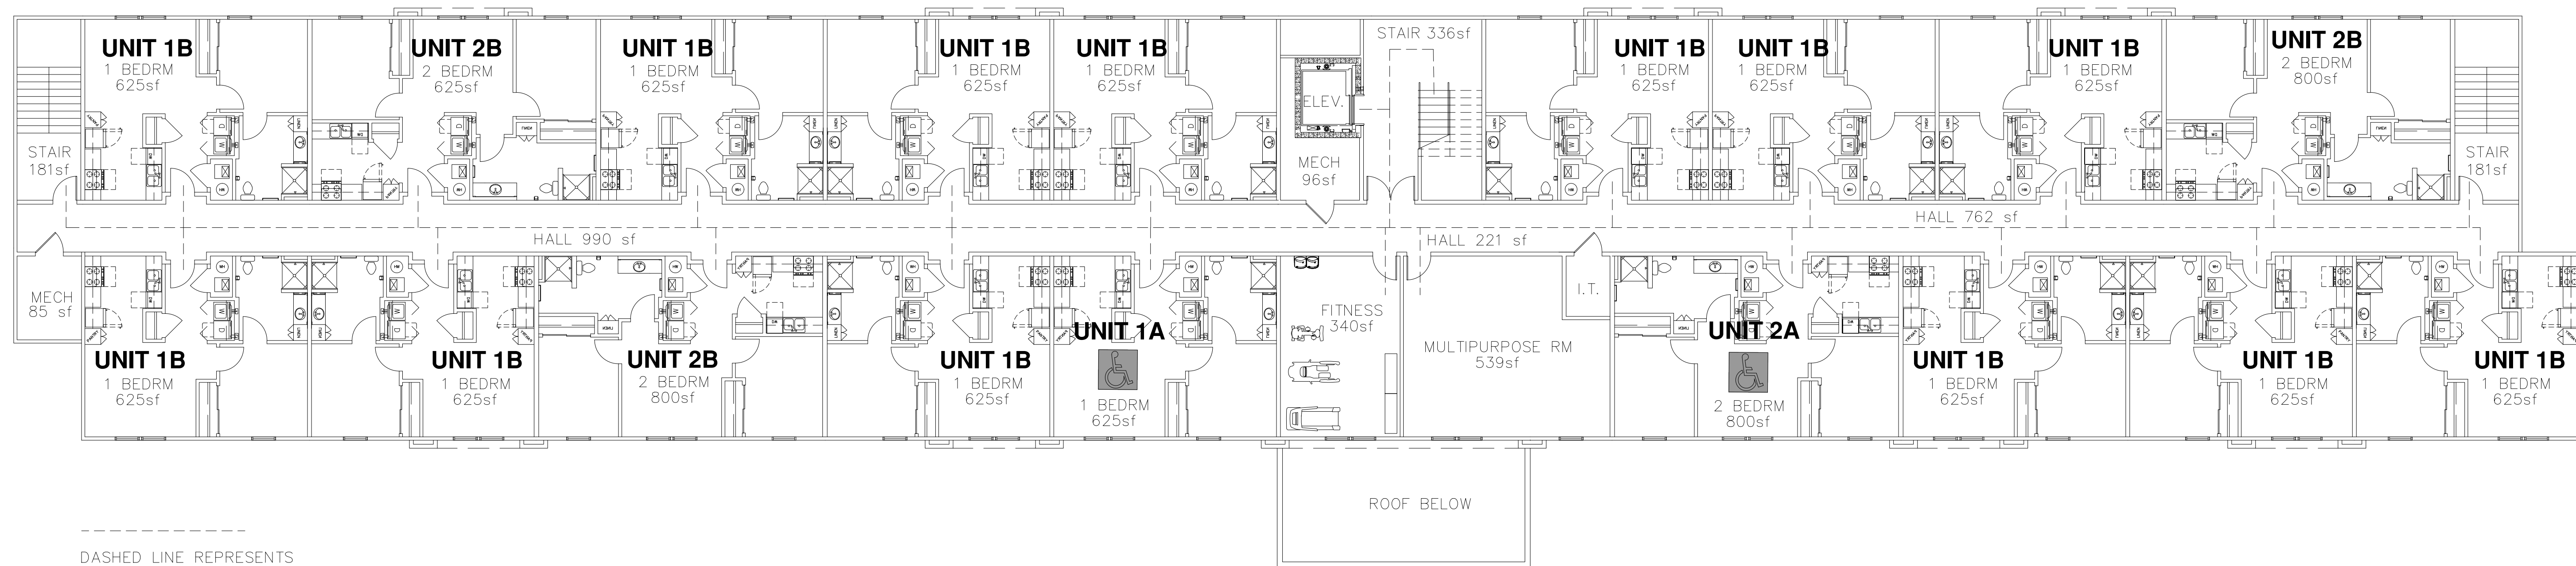 UNIT 1B
1 BEDRM
625sf
UNIT 2B
2 BEDRM
625sf
UNIT 1B
1 BEDRM
625sf
UNIT 1B
1 BEDRM
625sf
UNIT 1B
1 BEDRM
625sf
STAIR 336sf
ELEV.
MECH
96sf
UNIT 1B
1 BEDRM
625sf
UNIT 1B
1 BEDRM
625sf
UNIT 1B
1 BEDRM
625sf
UNIT 2B
2 BEDRM
800sf
STAIR
181sf
STAIR
181sf
HALL 990 sf
HALL 221 sf
HALL 762 sf
MECH
85 sf
UNIT 1B
1 BEDRM
625sf
UNIT 1B
1 BEDRM
625sf
UNIT 2B
2 BEDRM
800sf
UNIT 1B
1 BEDRM
625sf
UNIT 1A
1 BEDRM
625sf
FITNESS
340sf
MULTIPURPOSE RM
539sf
I.T.
UNIT 2A
2 BEDRM
800sf
UNIT 1B
1 BEDRM
625sf
UNIT 1B
1 BEDRM
625sf
UNIT 1B
1 BEDRM
625sf
ROOF BELOW
DASHED LINE REPRESENTS